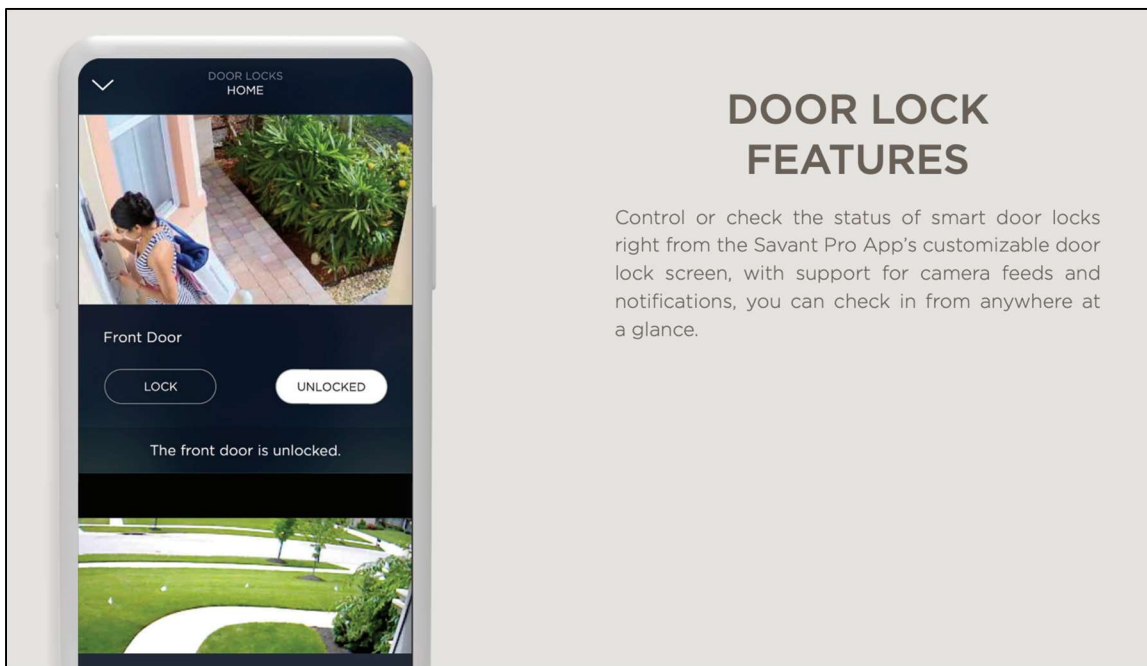 DOOR LOCKS
HOME
Front Door
LOCK
UNLOCKED
The front door is unlocked.
DOOR LOCK
FEATURES
Control or check the status of smart door locks
right from the Savant Pro App’s customizable door
lock screen, with support for camera feeds and
notifications, you can check in from anywhere at
a glance.